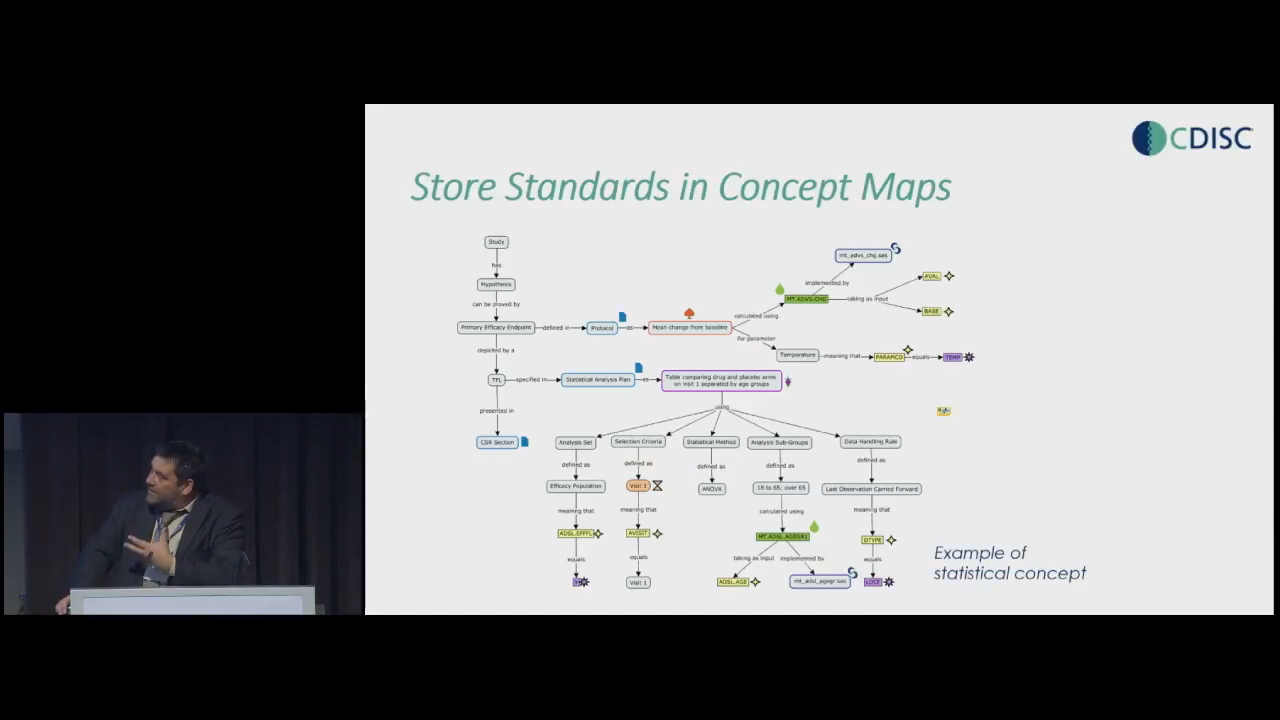 CDISC
Store Standards in Concept Maps
Study
has
Hypothesis
can be proved by
Primary Efficacy Endpoint
defined in
Protocol
as
Mean change from baseline
calculated using
MT.ADVS.CHG
implemented by
mt_advs_chg.sas
taking as input
AVAL
BASE
for parameter
Temperature
meaning that
PARAMCD
equals
TEMP
depicted by a
TFL
specified in
Statistical Analysis Plan
as
Table comparing drug and placebo arms
on visit 1 separated by age groups
presented in
CSR Section
using
Analysis Set
Selection Criteria
Statistical Method
Analysis Sub-Groups
Data Handling Rule
defined as
defined as
defined as
defined as
defined as
Efficacy Population
Visit 1
ANOVA
18 to 65; over 65
Last Observation Carried Forward
meaning that
meaning that
calculated using
meaning that
ADSL.EFFFL
AVISIT
MT.ADSL.AGEGR1
DTYPE
equals
equals
taking as input
implemented by
equals
Visit 1
ADSL.AGE
mt_adsl_agegr.sas
LOCF
Example of
statistical concept